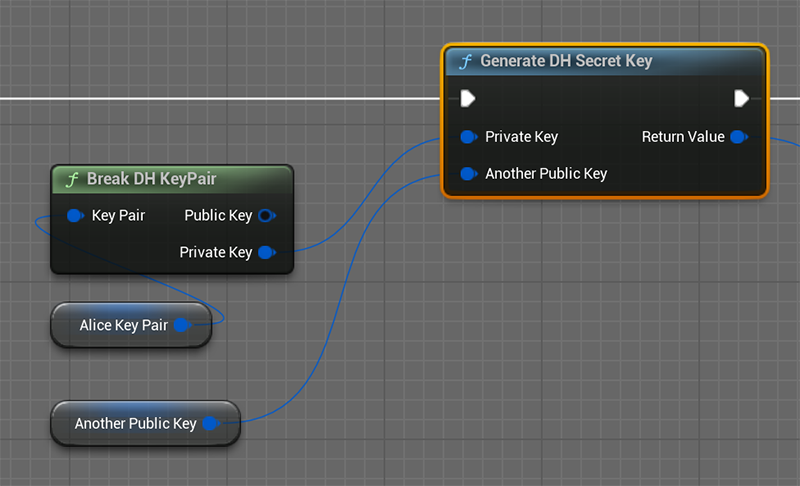 Generate DH Secret Key
Private Key Return Value
Another Public Key
Break DH KeyPair
Key Pair Public Key
Private Key
Alice Key Pair
Another Public Key